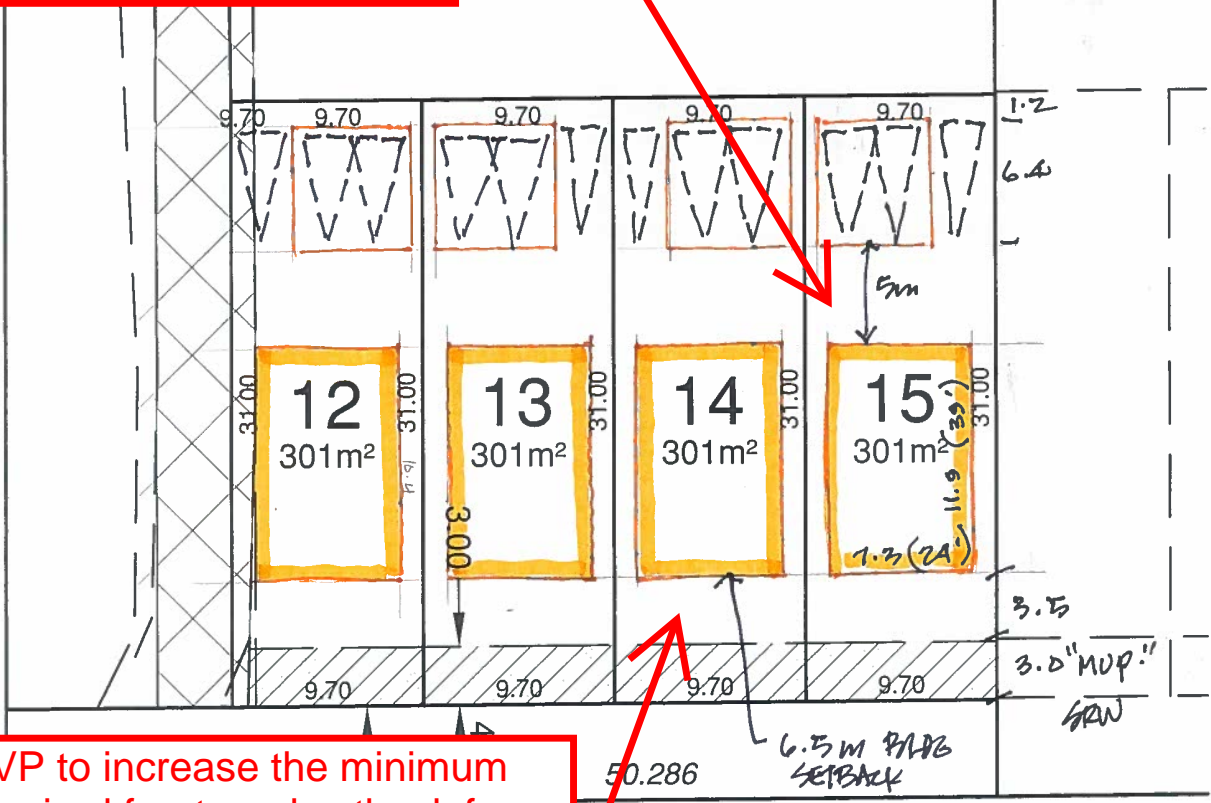 9.70 9.70 9.70 9.70 9.70
1.2
6.4
5m
12 13 14 15
301m² 301m² 301m² 301m²
31.00 31.00 31.00 31.00 31.00
11.9 (39')
7.3 (24')
3.00
3.5
3.0 "MUP."
SRW
9.70 9.70 9.70 9.70
6.5m BLDG
SETBACK
50.286
VP to increase the minimum